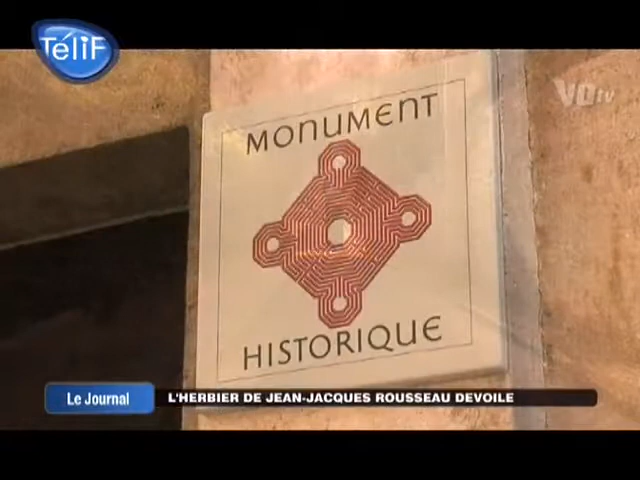 TéliF
VOtv
MONUMENT
HISTORIQUE
Le Journal
L'HERBIER DE JEAN-JACQUES ROUSSEAU DEVOILE